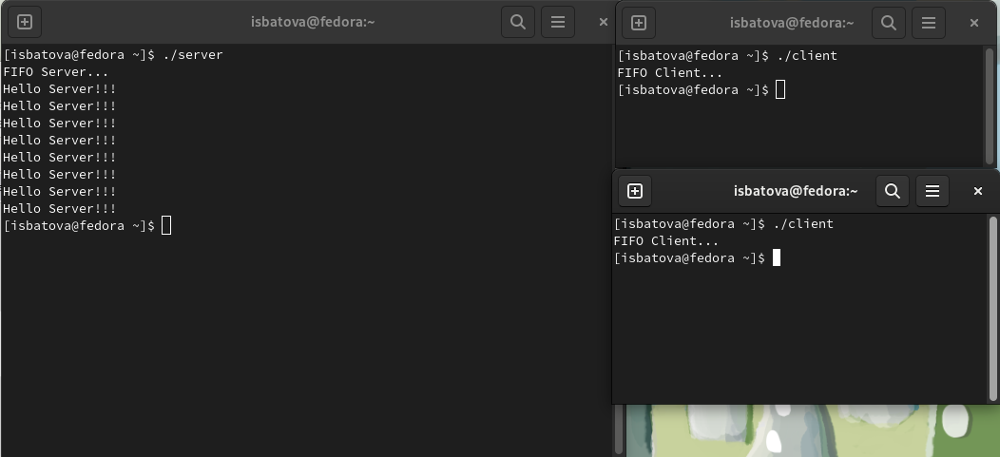 isbatova@fedora:~
[isbatova@fedora ~]$ ./server
FIFO Server...
Hello Server!!!
Hello Server!!!
Hello Server!!!
Hello Server!!!
Hello Server!!!
Hello Server!!!
Hello Server!!!
Hello Server!!!
[isbatova@fedora ~]$
isbatova@fedora:~
[isbatova@fedora ~]$ ./client
FIFO Client...
[isbatova@fedora ~]$
isbatova@fedora:~
[isbatova@fedora ~]$ ./client
FIFO Client...
[isbatova@fedora ~]$